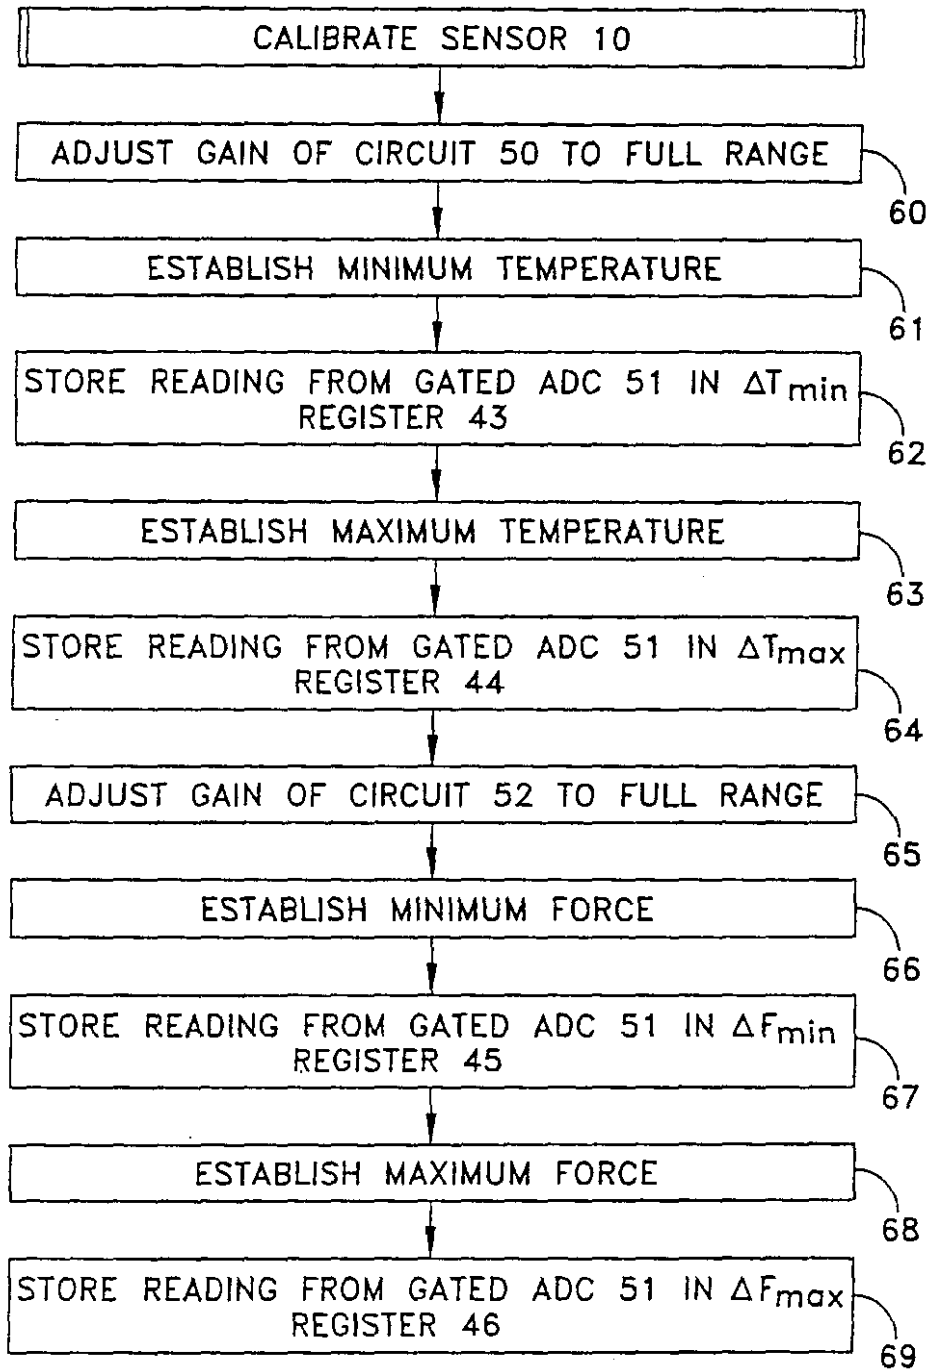 CALIBRATE SENSOR 10
ADJUST GAIN OF CIRCUIT 50 TO FULL RANGE
60
ESTABLISH MINIMUM TEMPERATURE
61
STORE READING FROM GATED ADC 51 IN ΔTmin
REGISTER 43
62
ESTABLISH MAXIMUM TEMPERATURE
63
STORE READING FROM GATED ADC 51 IN ΔTmax
REGISTER 44
64
ADJUST GAIN OF CIRCUIT 52 TO FULL RANGE
65
ESTABLISH MINIMUM FORCE
66
STORE READING FROM GATED ADC 51 IN ΔFmin
REGISTER 45
67
ESTABLISH MAXIMUM FORCE
68
STORE READING FROM GATED ADC 51 IN ΔFmax
REGISTER 46
69